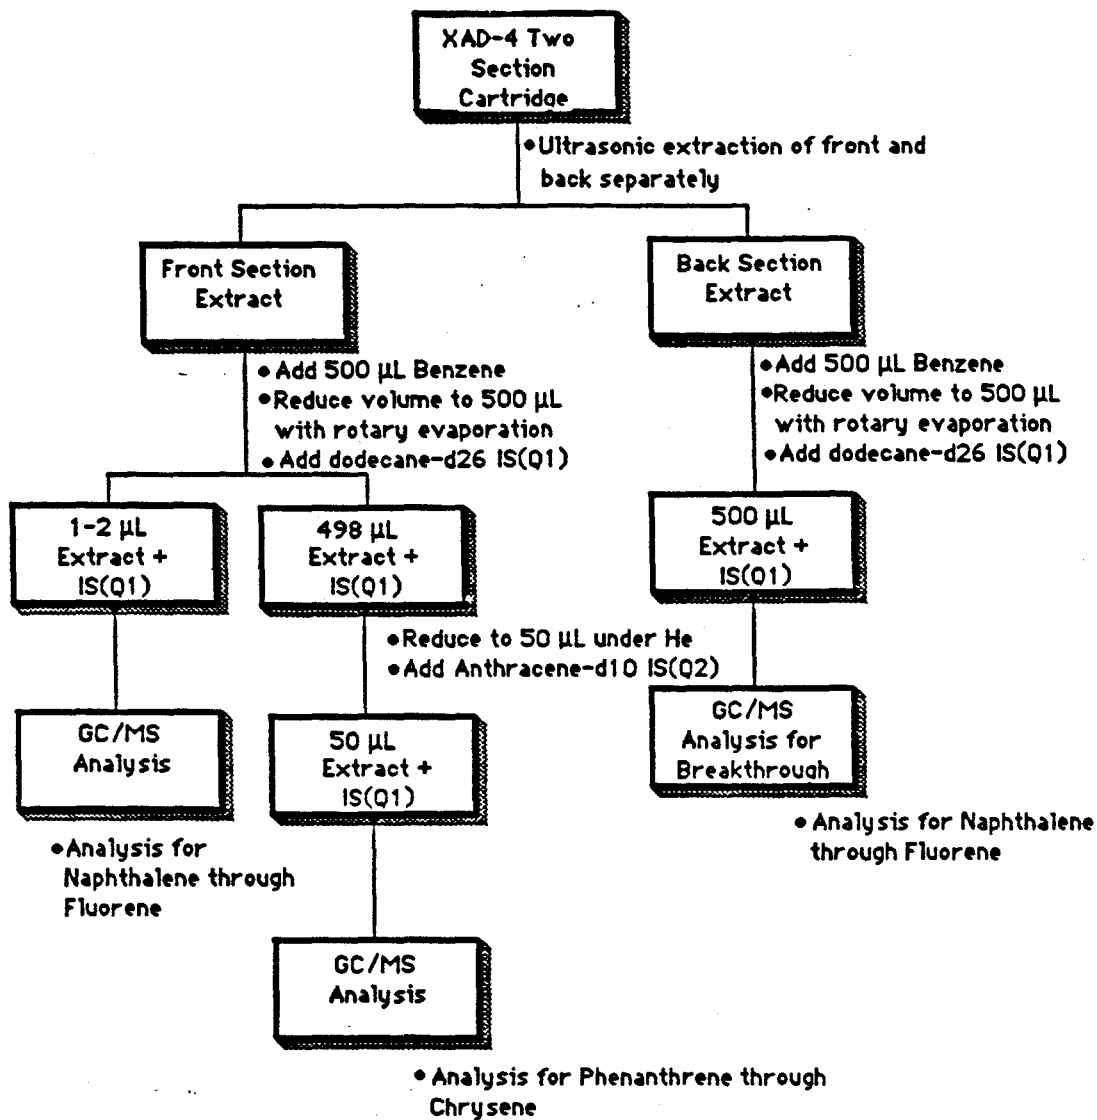 XAD-4 Two
Section
Cartridge
•Ultrasonic extraction of front and
back separately
Front Section
Extract
Back Section
Extract
•Add 500 µL Benzene
•Reduce volume to 500 µL
with rotary evaporation
•Add dodecane-d26 IS(Q1)
•Add 500 µL Benzene
•Reduce volume to 500 µL
with rotary evaporation
•Add dodecane-d26 IS(Q1)
1-2 µL
Extract +
IS(Q1)
498 µL
Extract +
IS(Q1)
500 µL
Extract +
IS(Q1)
•Reduce to 50 µL under He
•Add Anthracene-d10 IS(Q2)
GC/MS
Analysis
50 µL
Extract +
IS(Q1)
GC/MS
Analysis for
Breakthrough
•Analysis for
Naphthalene through
Fluorene
• Analysis for Naphthalene
through Fluorene
GC/MS
Analysis
• Analysis for Phenanthrene through
Chrysene